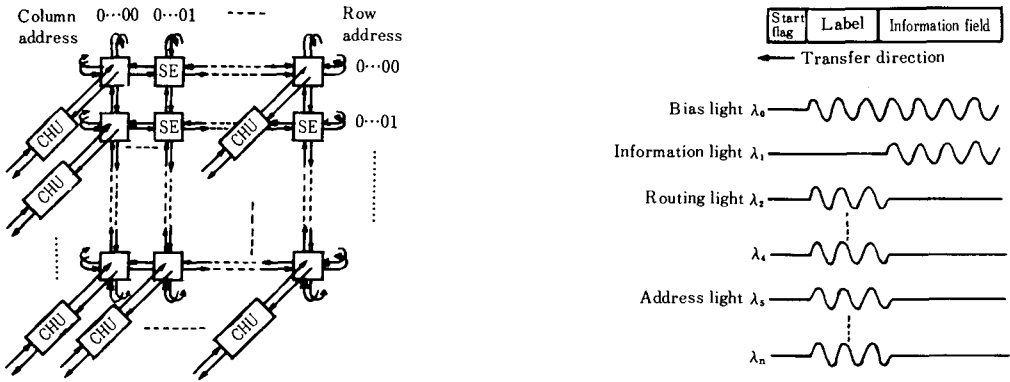 Column address
0···00 0···01
Row address
SE
0···00
CHU
SE
CHU
SE
0···01
CHU
CHU
CHU
CHU
Start flag
Label
Information field
Transfer direction
Bias light λ₀
Information light λ₁
Routing light λ₂
λ₄
Address light λ₅
λₙ